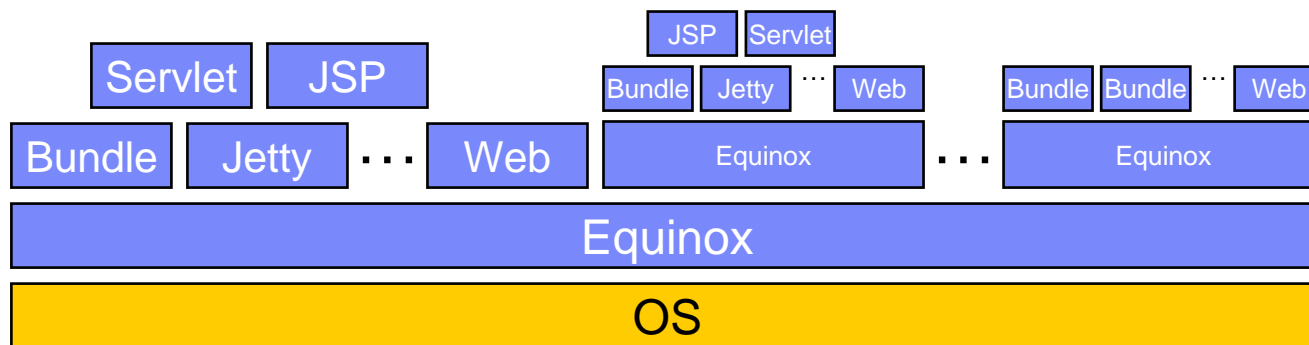 JSP Servlet
Servlet JSP
Bundle Jetty ... Web
Bundle Bundle ... Web
Bundle Jetty ... Web
Equinox ... Equinox
Equinox
OS